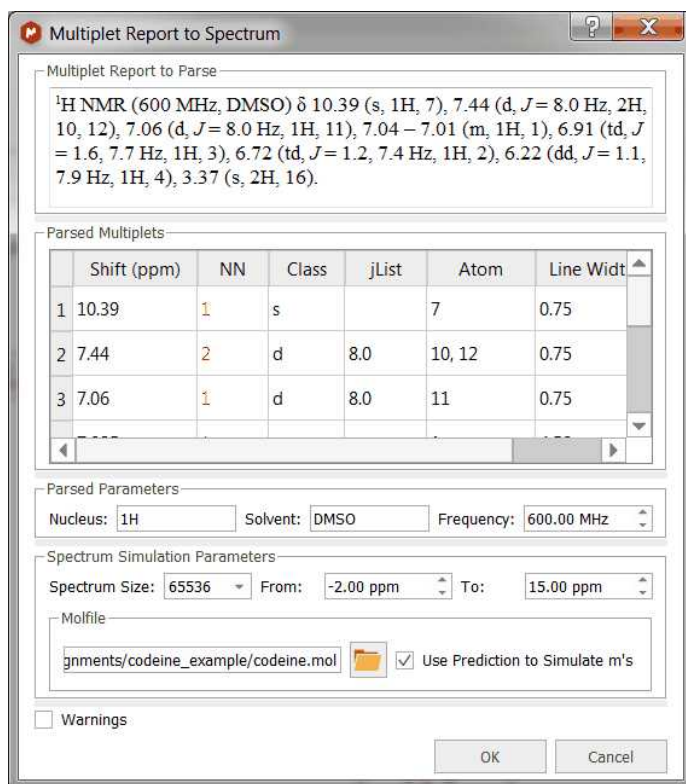 Multiplet Report to Spectrum
Multiplet Report to Parse
¹H NMR (600 MHz, DMSO) δ 10.39 (s, 1H, 7), 7.44 (d, J = 8.0 Hz, 2H,
10, 12), 7.06 (d, J = 8.0 Hz, 1H, 11), 7.04 – 7.01 (m, 1H, 1), 6.91 (td, J
= 1.6, 7.7 Hz, 1H, 3), 6.72 (td, J = 1.2, 7.4 Hz, 1H, 2), 6.22 (dd, J = 1.1,
7.9 Hz, 1H, 4), 3.37 (s, 2H, 16).
Parsed Multiplets
Shift (ppm) NN Class jList Atom Line Widt
1 10.39 1 s 7 0.75
2 7.44 2 d 8.0 10, 12 0.75
3 7.06 1 d 8.0 11 0.75
Parsed Parameters
Nucleus: 1H Solvent: DMSO Frequency: 600.00 MHz
Spectrum Simulation Parameters
Spectrum Size: 65536 From: -2.00 ppm To: 15.00 ppm
Molfile
gnments/codeine_example/codeine.mol Use Prediction to Simulate m's
Warnings
OK Cancel